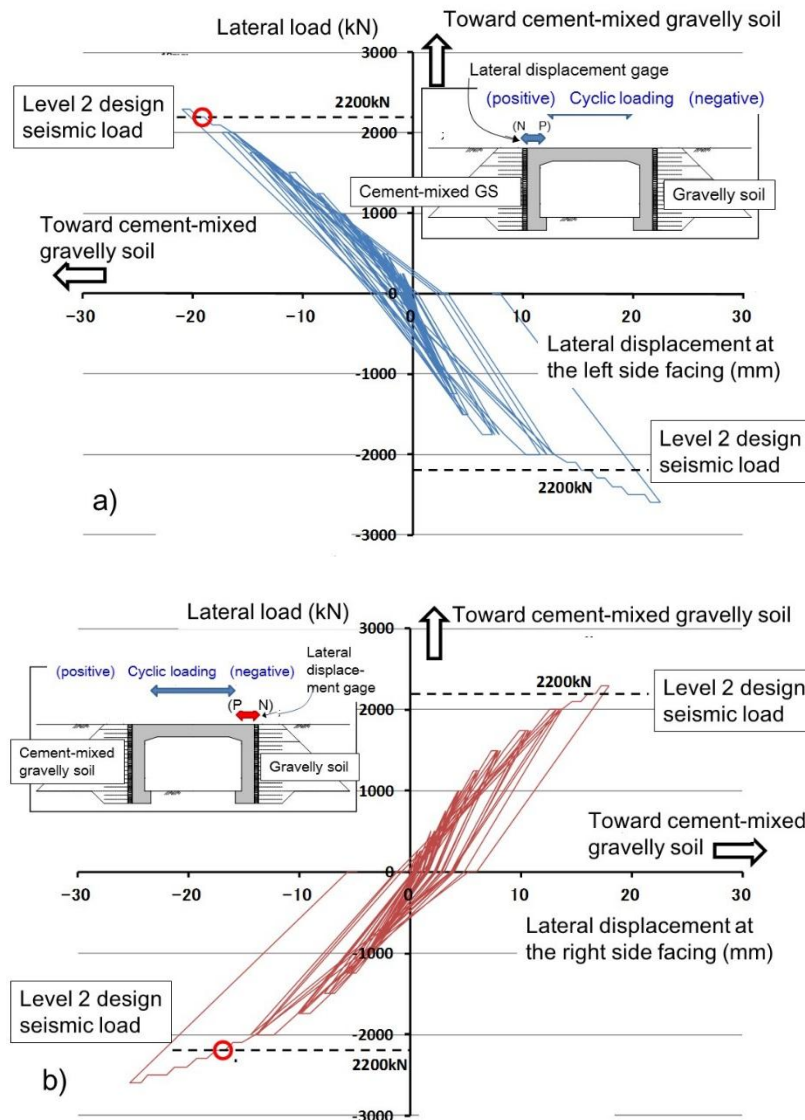 Lateral load (kN)
Toward cement-mixed gravelly soil
3000
Lateral displacement gage
Level 2 design
seismic load
2200kN
(positive) Cyclic loading (negative)
2000
(N P)
1000
Cement-mixed GS
Gravelly soil
Toward cement-mixed
gravelly soil
0
-30 -20 -10 0 10 20 30
Lateral displacement at
the left side facing (mm)
-1000
-2000
Level 2 design
seismic load
2200kN
a)
-3000
Lateral load (kN)
Toward cement-mixed gravelly soil
3000
(positive) Cyclic loading (negative)
Lateral
displace-
ment gage
(P N)
2200kN
Level 2 design
seismic load
2000
Cement-mixed
gravelly soil
Gravelly soil
1000
Toward cement-mixed
gravelly soil
0
-30 -20 -10 0 10 20 30
Lateral displacement at
the right side facing (mm)
-1000
Level 2 design
seismic load
-2000
2200kN
b)
-3000